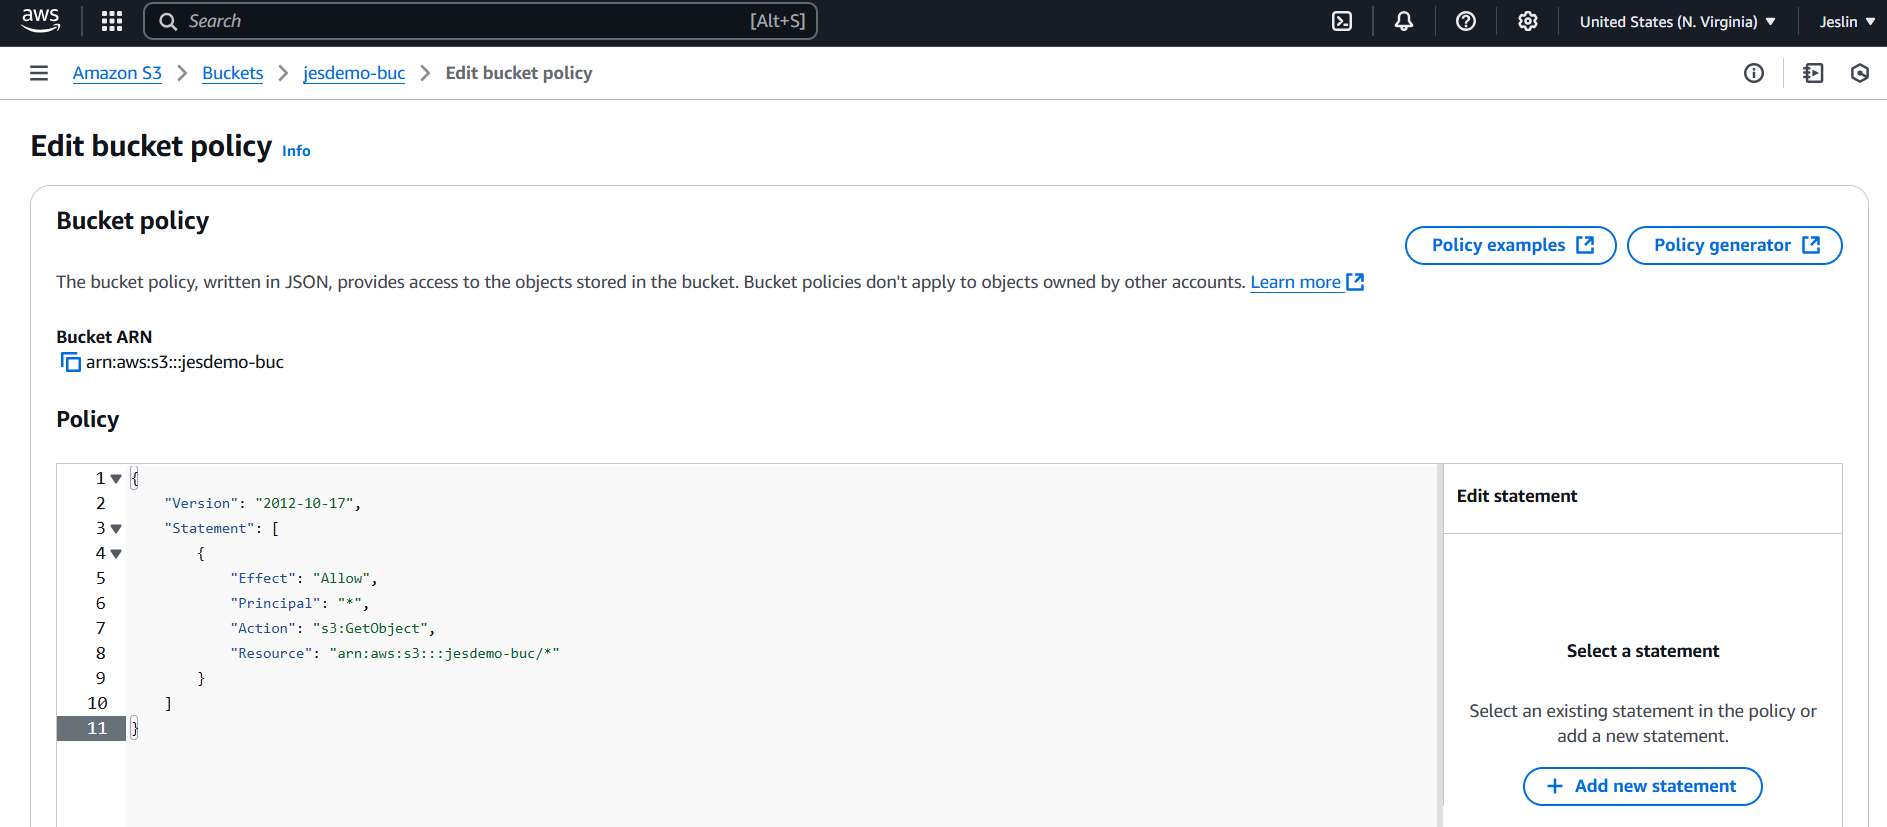 aws
Search [Alt+S]
United States (N. Virginia)
Jeslin
Amazon S3
Buckets
jesdemo-buc
Edit bucket policy
Edit bucket policy Info
Bucket policy
Policy examples
Policy generator
The bucket policy, written in JSON, provides access to the objects stored in the bucket. Bucket policies don't apply to objects owned by other accounts. Learn more
Bucket ARN
arn:aws:s3:::jesdemo-buc
Policy
1 {
2 "Version": "2012-10-17",
3 "Statement": [
4 {
5 "Effect": "Allow",
6 "Principal": "*",
7 "Action": "s3:GetObject",
8 "Resource": "arn:aws:s3:::jesdemo-buc/*"
9 }
10 ]
11 }
Edit statement
Select a statement
Select an existing statement in the policy or
add a new statement.
+ Add new statement